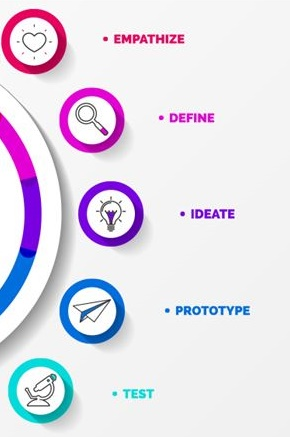 • EMPATHIZE
• DEFINE
• IDEATE
• PROTOTYPE
• TEST